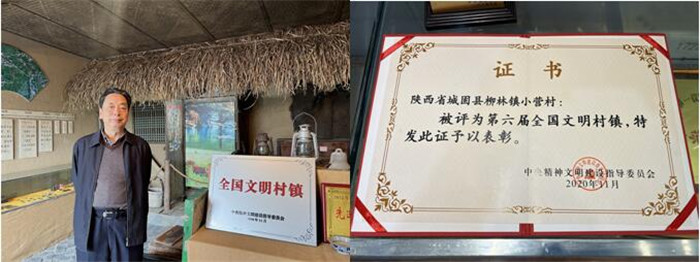 全国文明村镇
证书
陕西省城固县柳林镇小营村:
被评为第六届全国文明村镇,特
发此证予以表彰。
中央精神文明建设指导委员会
2020年11月